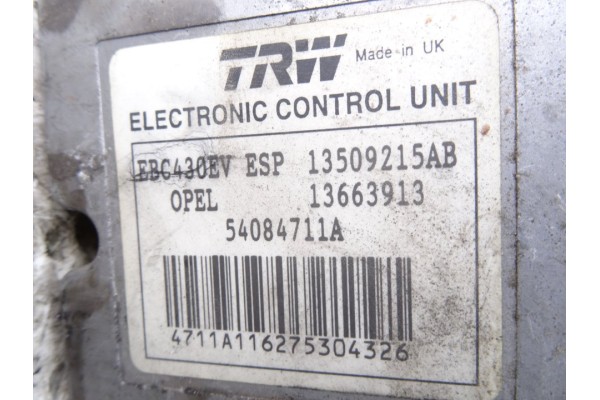 TRW Made in UK
ELECTRONIC CONTROL UNIT
EBC430EV ESP 13509215AB
OPEL 13663913
54084711A
4711A116275304326